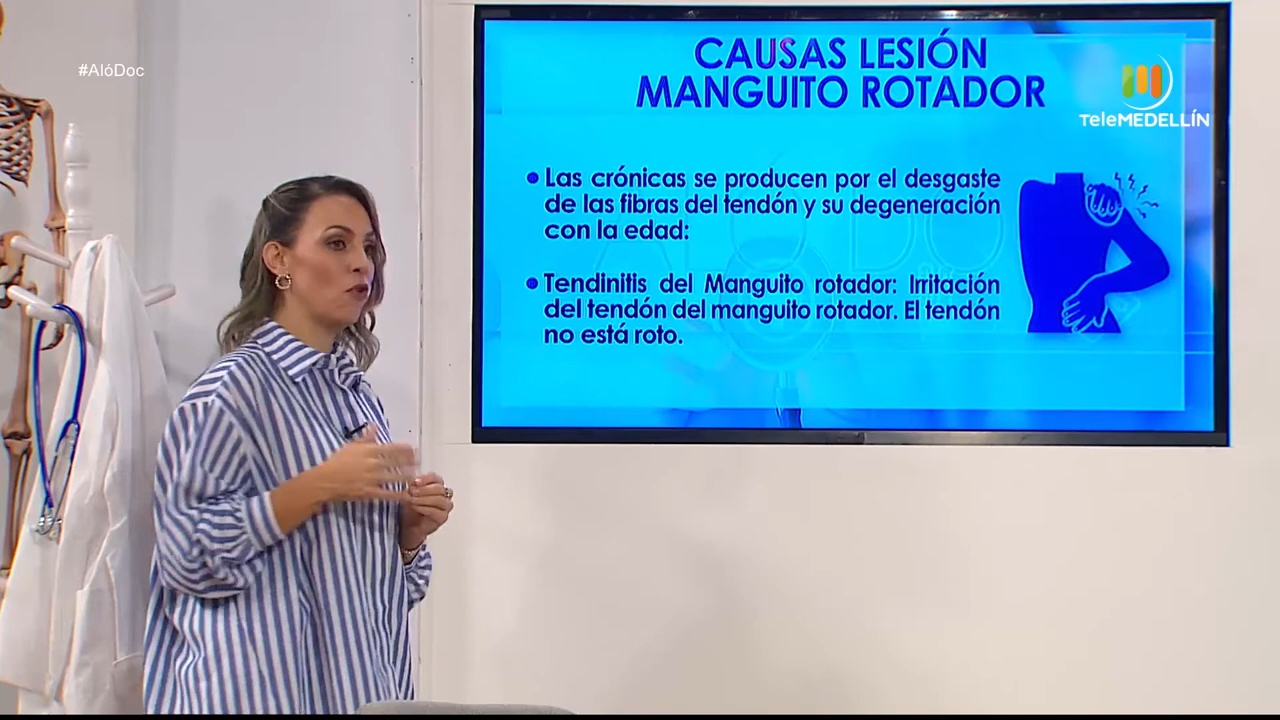 #AlóDoc
CAUSAS LESIÓN
MANGUITO ROTADOR
TeleMEDELLÍN
• Las crónicas se producen por el desgaste
de las fibras del tendón y su degeneración
con la edad:
• Tendinitis del Manguito rotador: Irritación
del tendón del manguito rotador. El tendón
no está roto.